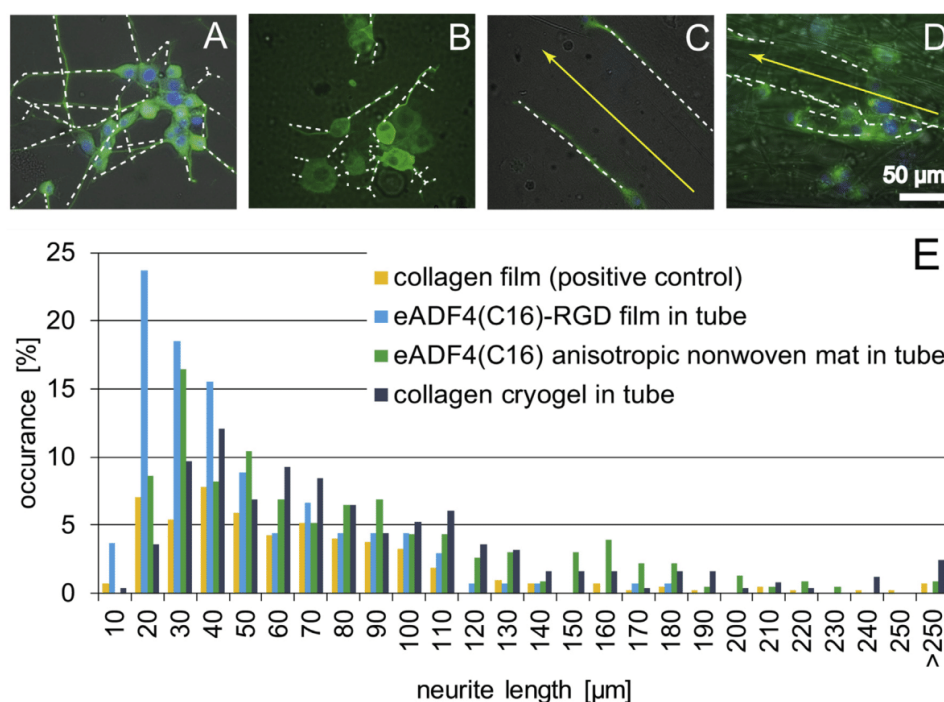 A
B
C
D
50 µm
E
25
20
15
10
5
0
occurance [%]
collagen film (positive control)
eADF4(C16)-RGD film in tube
eADF4(C16) anisotropic nonwoven mat in tube
collagen cryogel in tube
10 20 30 40 50 60 70 80 90 100 110 120 130 140 150 160 170 180 190 200 210 220 230 240 250 >250
neurite length [µm]